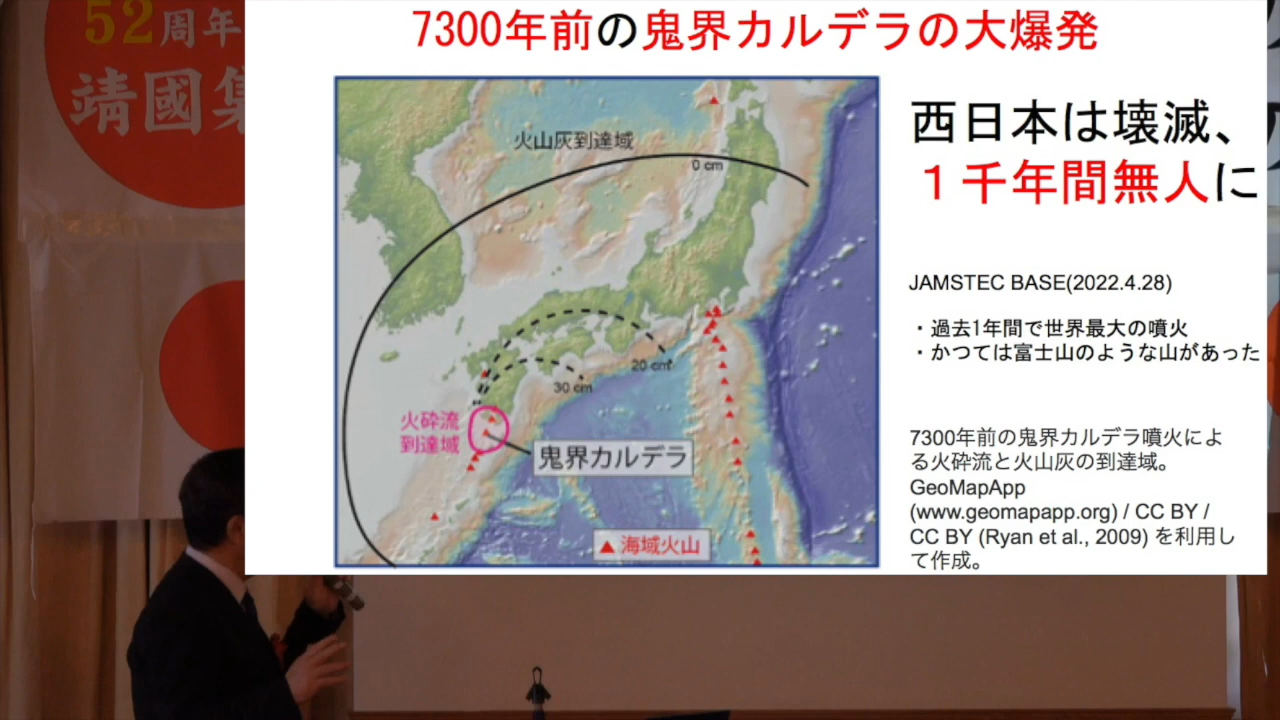 52周年
靖國集
7300年前の鬼界カルデラの大爆発
火山灰到達域
0 cm
20 cm
30 cm
火砕流
到達域
鬼界カルデラ
▲ 海域火山
西日本は壊滅、
1千年間無人に
JAMSTEC BASE(2022.4.28)
・過去1年間で世界最大の噴火
・かつては富士山のような山があった
7300年前の鬼界カルデラ噴火によ
る火砕流と火山灰の到達域。
GeoMapApp
(www.geomapapp.org) / CC BY /
CC BY (Ryan et al., 2009) を利用し
て作成。